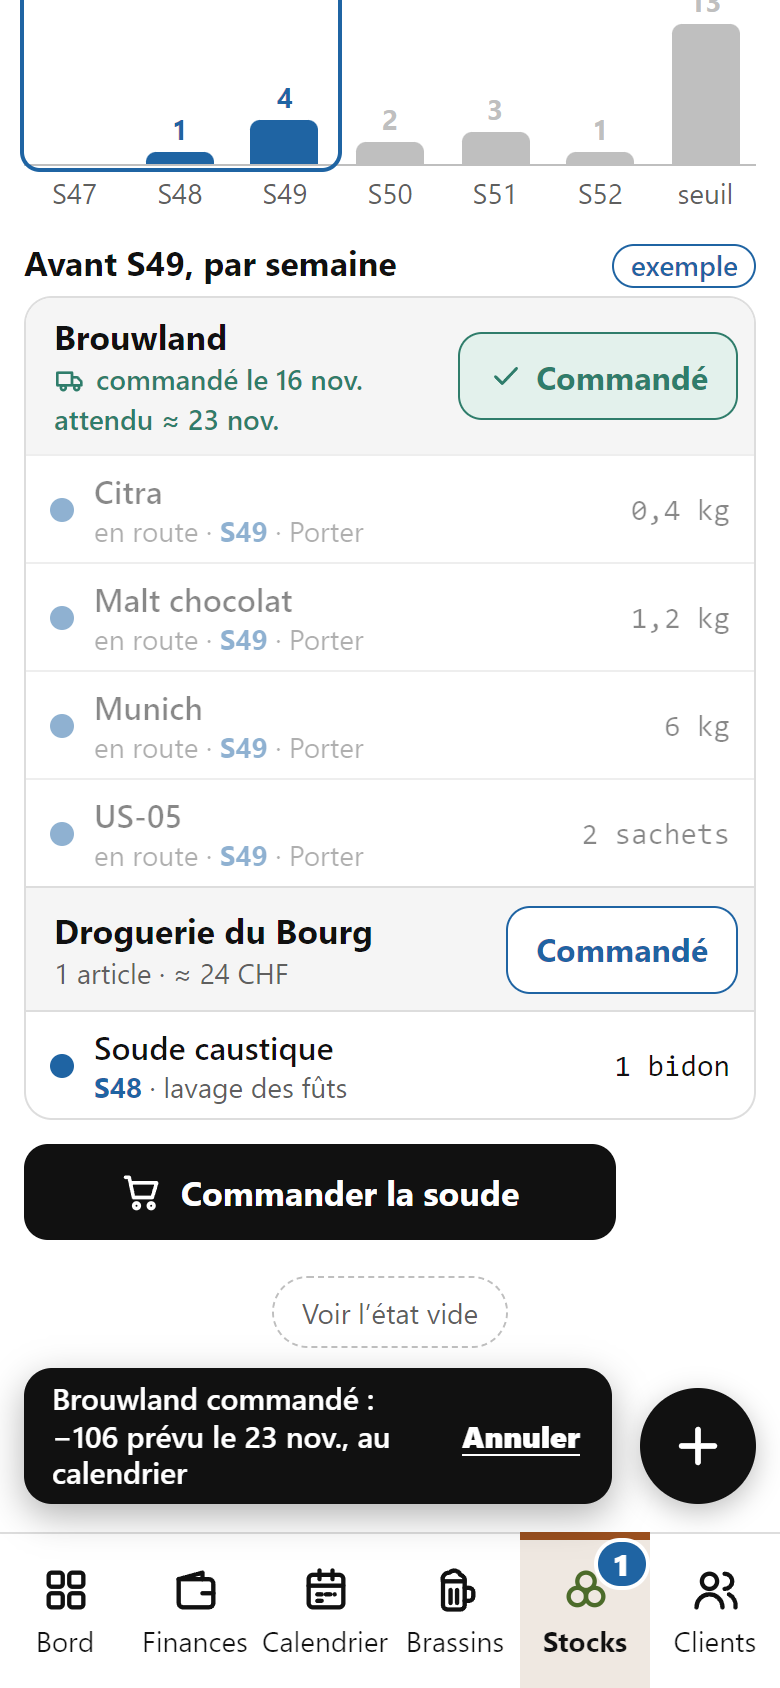 13
4
1
2
3
1
S47 S48 S49 S50 S51 S52 seuil
Avant S49, par semaine
exemple
Brouwland
commandé le 16 nov.
attendu ≈ 23 nov.
Commandé
Citra
en route · S49 · Porter
0,4 kg
Malt chocolat
en route · S49 · Porter
1,2 kg
Munich
en route · S49 · Porter
6 kg
US-05
en route · S49 · Porter
2 sachets
Droguerie du Bourg
1 article · ≈ 24 CHF
Commandé
Soude caustique
S48 · lavage des fûts
1 bidon
Commander la soude
Voir l’état vide
Brouwland commandé :
−106 prévu le 23 nov., au
calendrier
Annuler
1
Bord Finances Calendrier Brassins Stocks Clients